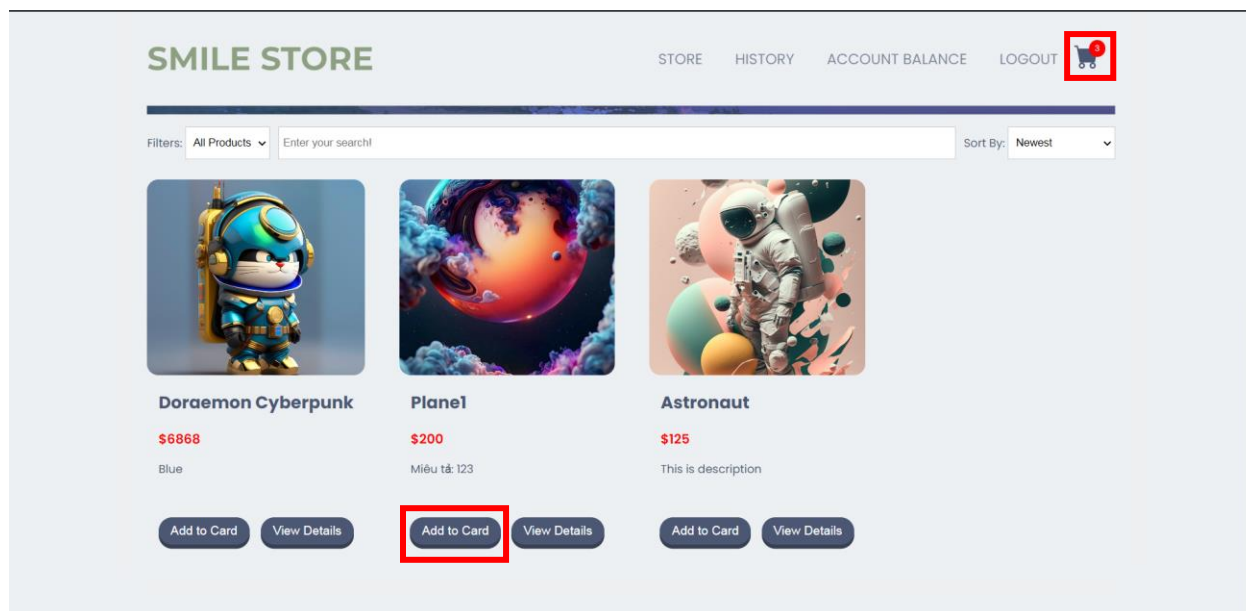 SMILE STORE
STORE HISTORY ACCOUNT BALANCE LOGOUT 3
Filters: All Products Enter your search! Sort By: Newest
Doraemon Cyberpunk Plane1 Astronaut
$6868 $200 $125
Blue Miêu tả: 123 This is description
Add to Card View Details Add to Card View Details Add to Card View Details